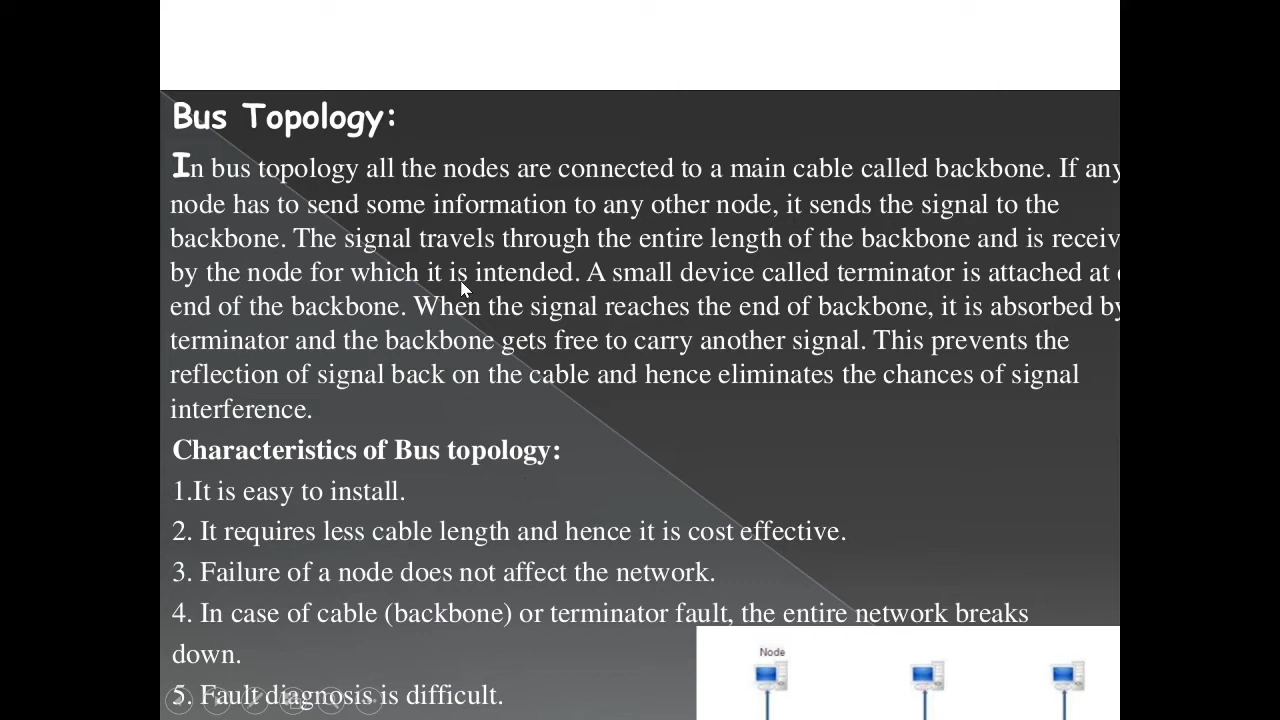 Bus Topology:
In bus topology all the nodes are connected to a main cable called backbone. If any
node has to send some information to any other node, it sends the signal to the
backbone. The signal travels through the entire length of the backbone and is receiv
by the node for which it is intended. A small device called terminator is attached at
end of the backbone. When the signal reaches the end of backbone, it is absorbed by
terminator and the backbone gets free to carry another signal. This prevents the
reflection of signal back on the cable and hence eliminates the chances of signal
interference.
Characteristics of Bus topology:
1.It is easy to install.
2. It requires less cable length and hence it is cost effective.
3. Failure of a node does not affect the network.
4. In case of cable (backbone) or terminator fault, the entire network breaks
down.
Node
5. Fault diagnosis is difficult.